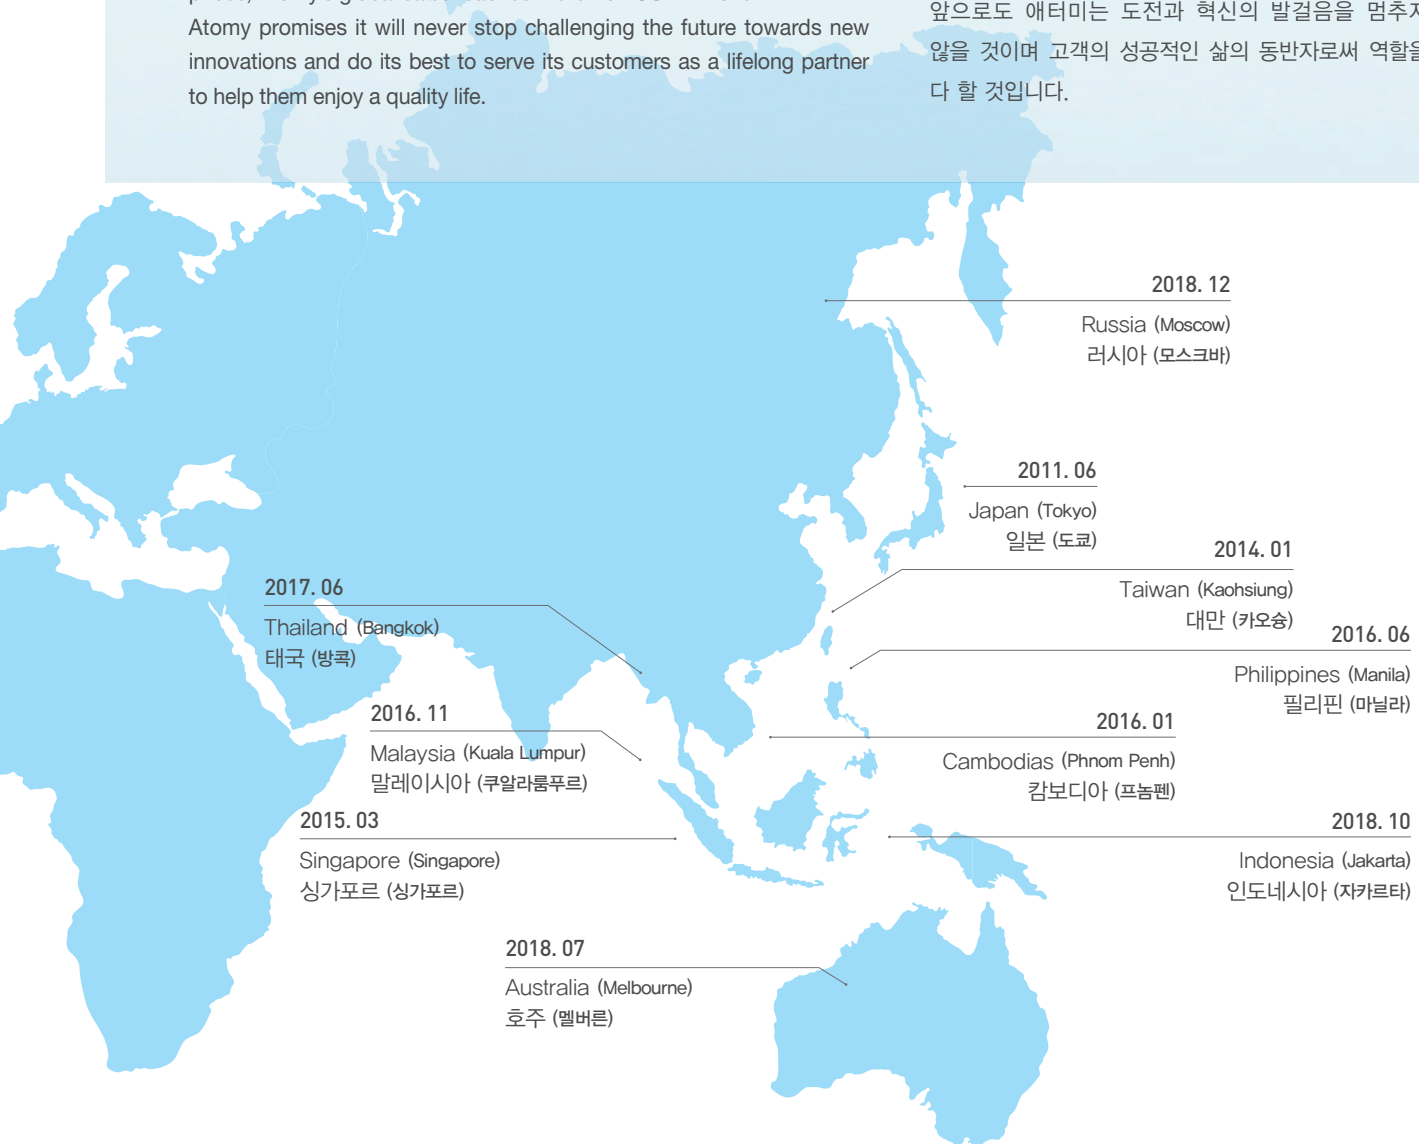 Atomy promises it will never stop challenging the future towards new
innovations and do its best to serve its customers as a lifelong partner
to help them enjoy a quality life.
앞으로도 애터미는 도전과 혁신의 발걸음을 멈추지
않을 것이며 고객의 성공적인 삶의 동반자로써 역할을
다 할 것입니다.
2018. 12
Russia (Moscow)
러시아 (모스크바)
2011. 06
Japan (Tokyo)
일본 (도쿄)
2014. 01
Taiwan (Kaohsiung)
대만 (카오슝)
2017. 06
Thailand (Bangkok)
태국 (방콕)
2016. 06
Philippines (Manila)
필리핀 (마닐라)
2016. 11
Malaysia (Kuala Lumpur)
말레이시아 (쿠알라룸푸르)
2016. 01
Cambodias (Phnom Penh)
캄보디아 (프놈펜)
2015. 03
Singapore (Singapore)
싱가포르 (싱가포르)
2018. 10
Indonesia (Jakarta)
인도네시아 (자카르타)
2018. 07
Australia (Melbourne)
호주 (멜버른)